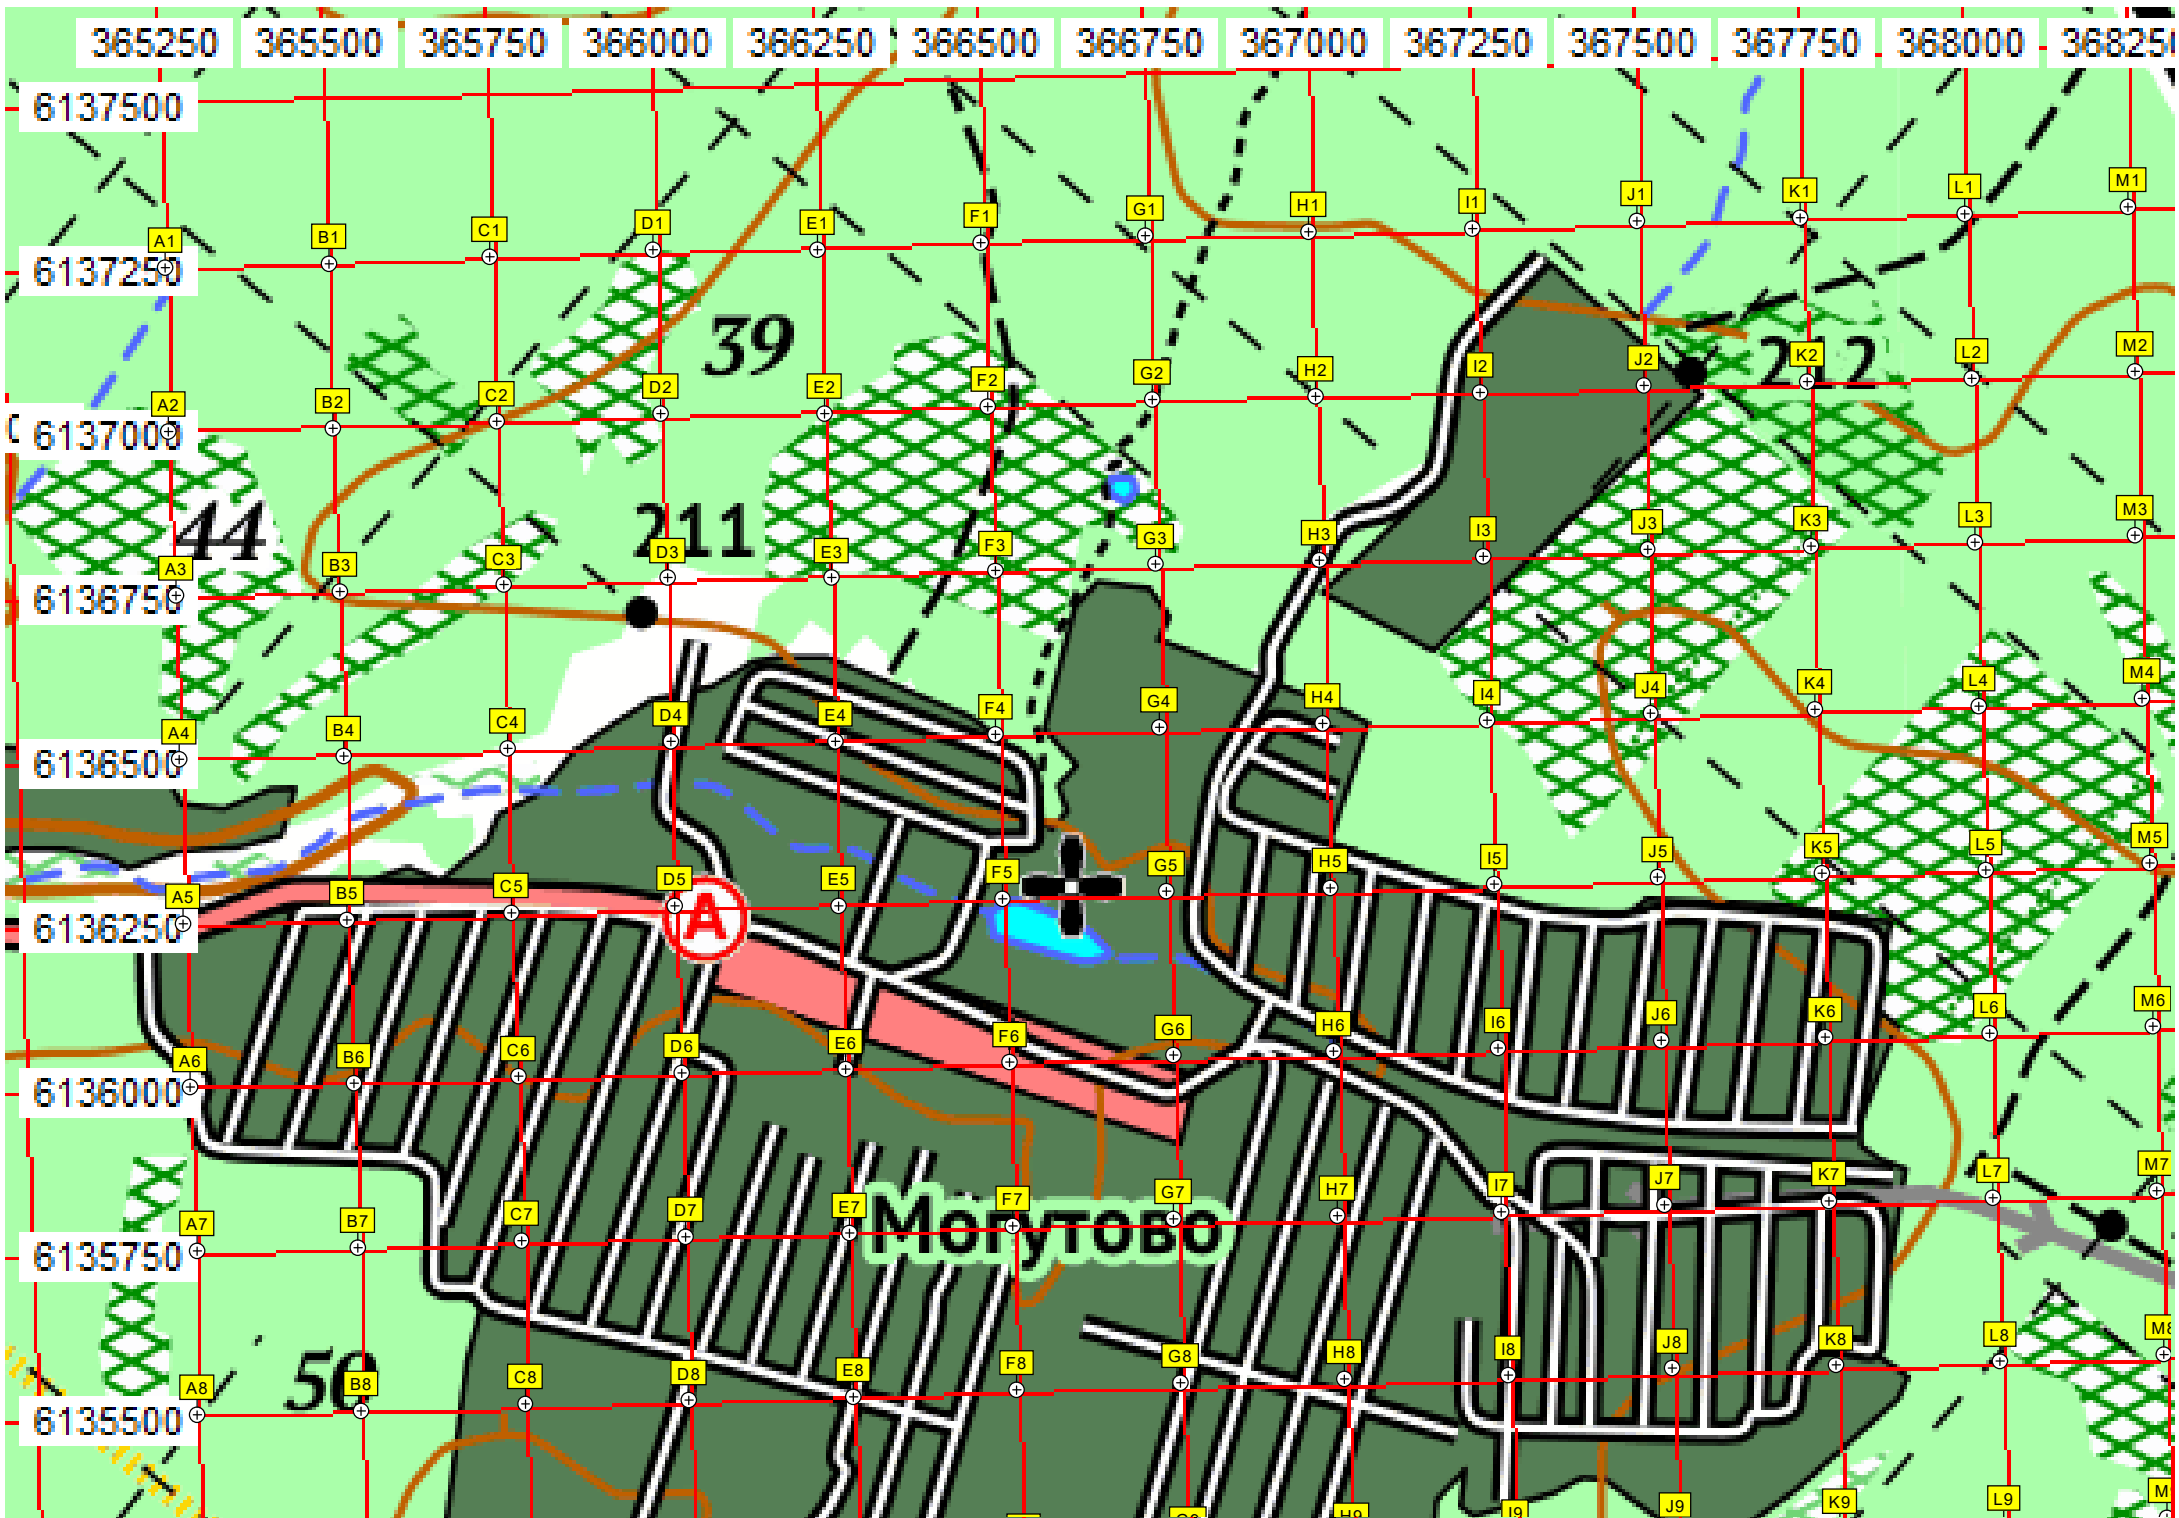 365250 365500 365750 366000 366250 366500 366750 367000 367250 367500 367750 368000 36825
6137500
A1 B1 C1 D1 E1 F1 G1 H1 I1 J1 K1 L1 M1
6137250
39 212
A2 B2 C2 D2 E2 F2 G2 H2 I2 J2 K2 L2 M2
6137000
44 211
A3 B3 C3 D3 E3 F3 G3 H3 I3 J3 K3 L3 M3
6136750
A4 B4 C4 D4 E4 F4 G4 H4 I4 J4 K4 L4 M4
6136500
A5 B5 C5 D5 E5 F5 G5 H5 I5 J5 K5 L5 M5
A
6136250
A6 B6 C6 D6 E6 F6 G6 H6 I6 J6 K6 L6 M6
6136000
A7 B7 C7 D7 E7 F7 G7 H7 I7 J7 K7 L7 M7
Могутово
6135750
50
A8 B8 C8 D8 E8 F8 G8 H8 I8 J8 K8 L8 M8
6135500
H9 I9 J9 K9 L9